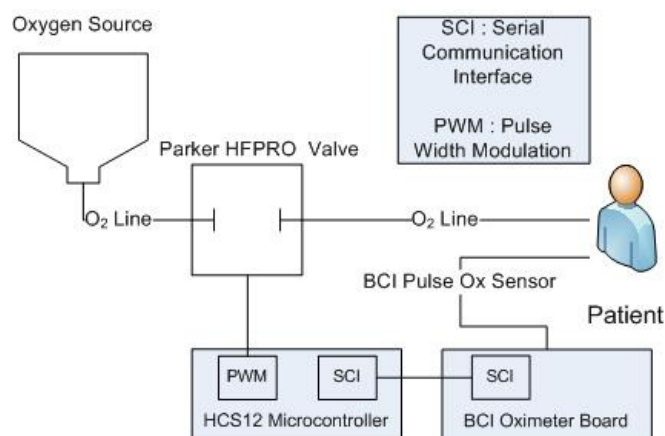 Oxygen Source
SCI : Serial
Communication
Interface
PWM : Pulse
Width Modulation
Parker HFPRO Valve
O₂ Line
O₂ Line
BCI Pulse Ox Sensor
Patient
PWM
SCI
SCI
HCS12 Microcontroller
BCI Oximeter Board